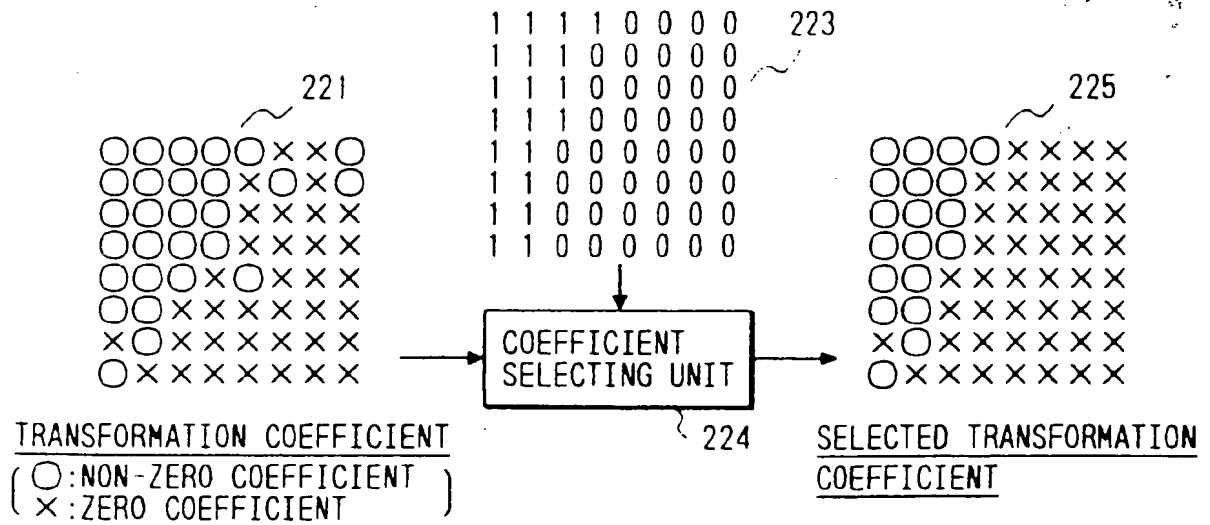 1 1 1 1 0 0 0 0
1 1 1 0 0 0 0 0
1 1 1 0 0 0 0 0
1 1 1 0 0 0 0 0
1 1 0 0 0 0 0 0
1 1 0 0 0 0 0 0
1 1 0 0 0 0 0 0
1 1 0 0 0 0 0 0
223
221
225
COEFFICIENT
SELECTING UNIT
224
TRANSFORMATION COEFFICIENT
( ○:NON-ZERO COEFFICIENT
×:ZERO COEFFICIENT )
SELECTED TRANSFORMATION
COEFFICIENT